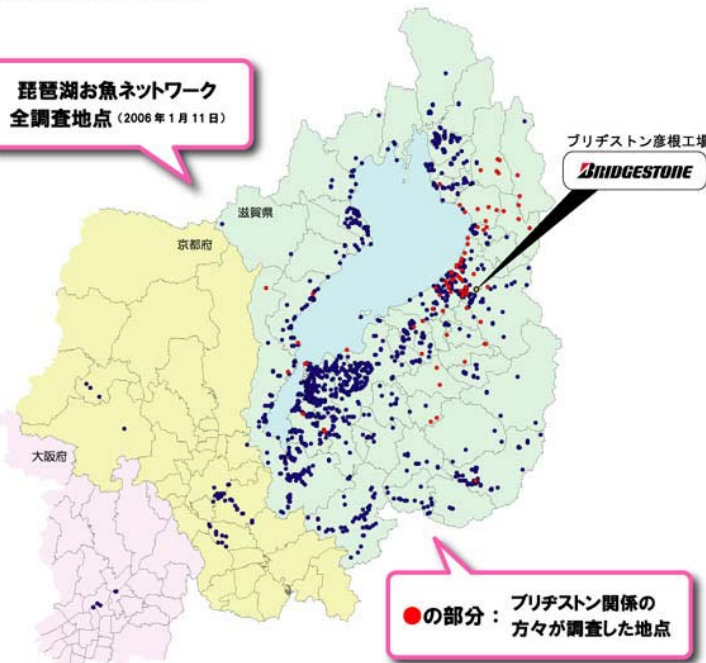 琵琶湖お魚ネットワーク
全調査地点（2006年1月11日）
ブリヂストン彦根工場
BRIDGESTONE
滋賀県
京都府
大阪府
●の部分： ブリヂストン関係の
方々が調査した地点